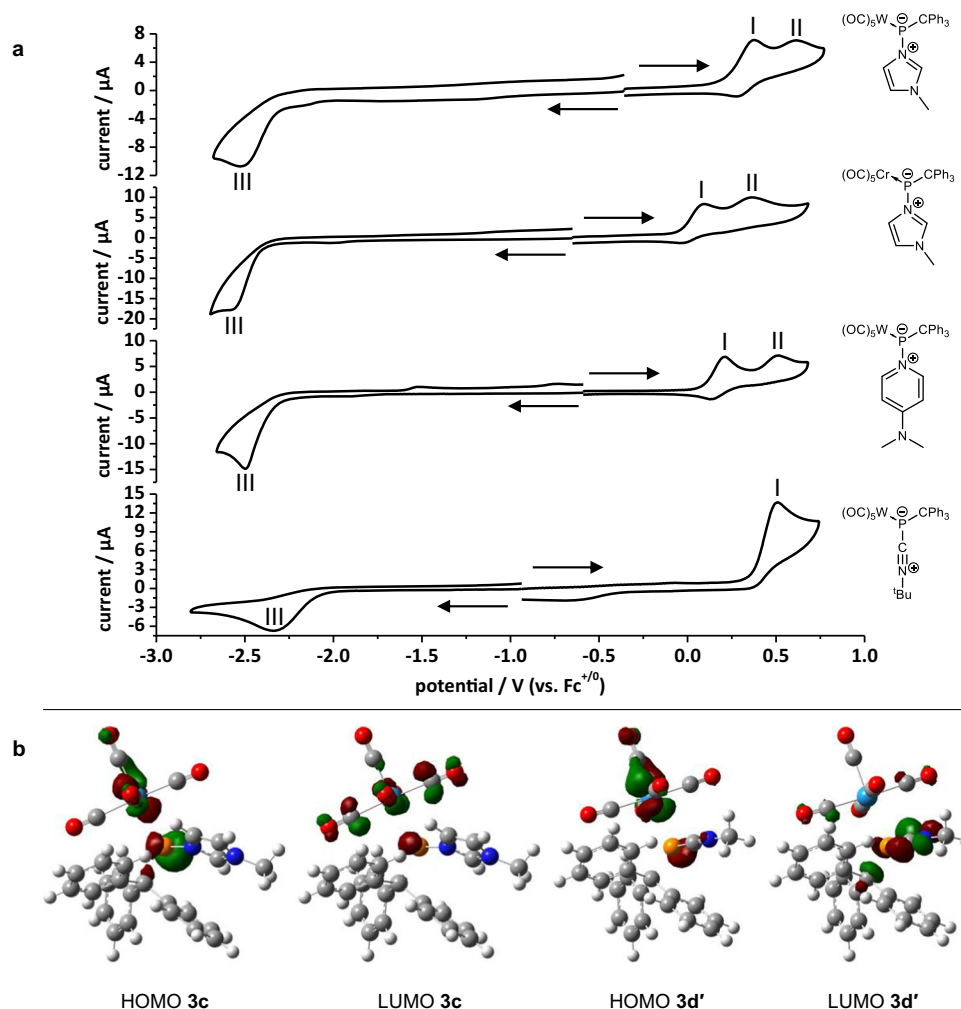 a
current / µA
8
4
0
-4
-8
-12
I
II
III
(OC)₅W
⊖
P
CPh₃
N
⊕
N
current / µA
10
5
0
-5
-10
-15
-20
I
II
III
(OC)₅Cr
⊖
P
CPh₃
N
⊕
N
current / µA
10
5
0
-5
-10
-15
I
II
III
(OC)₅W
⊖
P
CPh₃
N
⊕
N
current / µA
15
12
9
6
3
0
-3
-6
I
III
(OC)₅W
⊖
P
CPh₃
C
N
⊕
ᵗBu
-3.0 -2.5 -2.0 -1.5 -1.0 -0.5 0.0 0.5 1.0
potential / V (vs. Fc⁺/⁰)
b
HOMO 3c LUMO 3c HOMO 3d′ LUMO 3d′